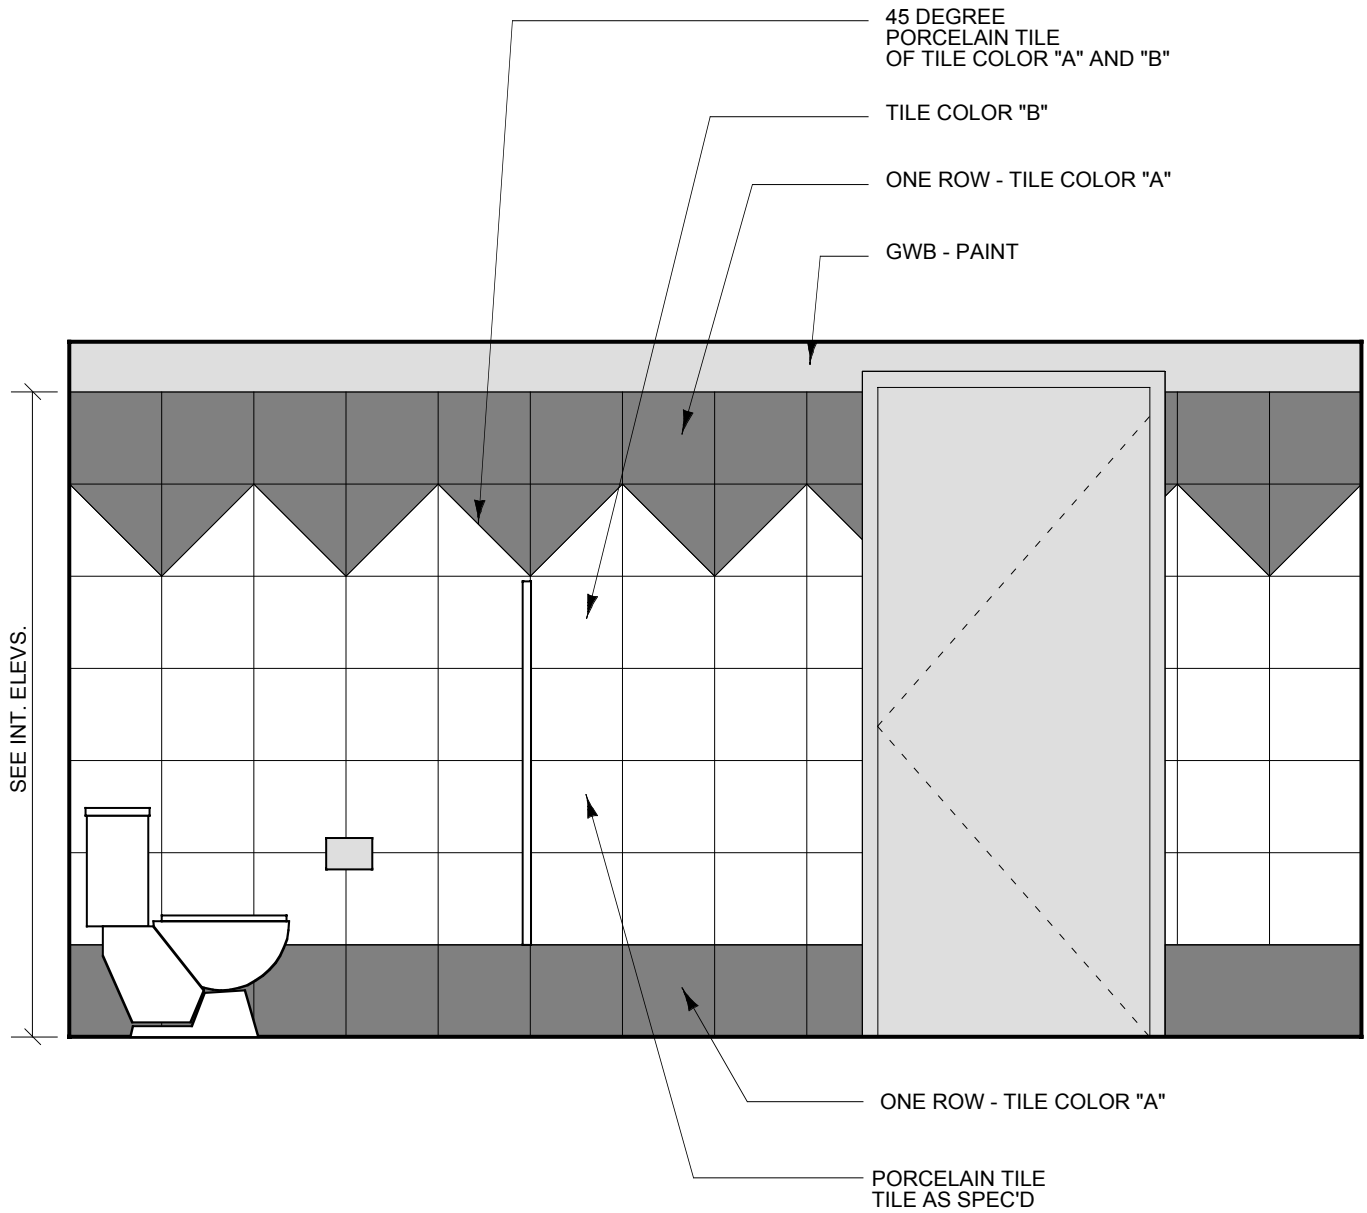 45 DEGREE
PORCELAIN TILE
OF TILE COLOR "A" AND "B"
TILE COLOR "B"
ONE ROW - TILE COLOR "A"
GWB - PAINT
SEE INT. ELEVS.
ONE ROW - TILE COLOR "A"
PORCELAIN TILE
TILE AS SPEC'D